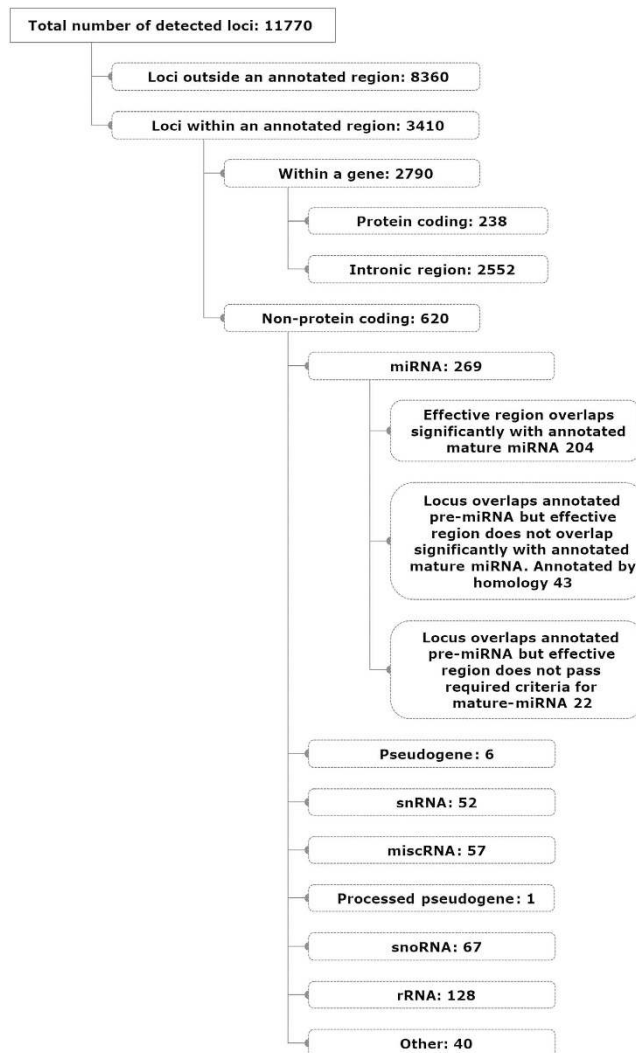 Total number of detected loci: 11770
Loci outside an annotated region: 8360
Loci within an annotated region: 3410
Within a gene: 2790
Protein coding: 238
Intronic region: 2552
Non-protein coding: 620
miRNA: 269
Effective region overlaps
significantly with annotated
mature miRNA 204
Locus overlaps annotated
pre-miRNA but effective
region does not overlap
significantly with annotated
mature miRNA. Annotated by
homology 43
Locus overlaps annotated
pre-miRNA but effective
region does not pass
required criteria for
mature-miRNA 22
Pseudogene: 6
snRNA: 52
miscRNA: 57
Processed pseudogene: 1
snoRNA: 67
rRNA: 128
Other: 40